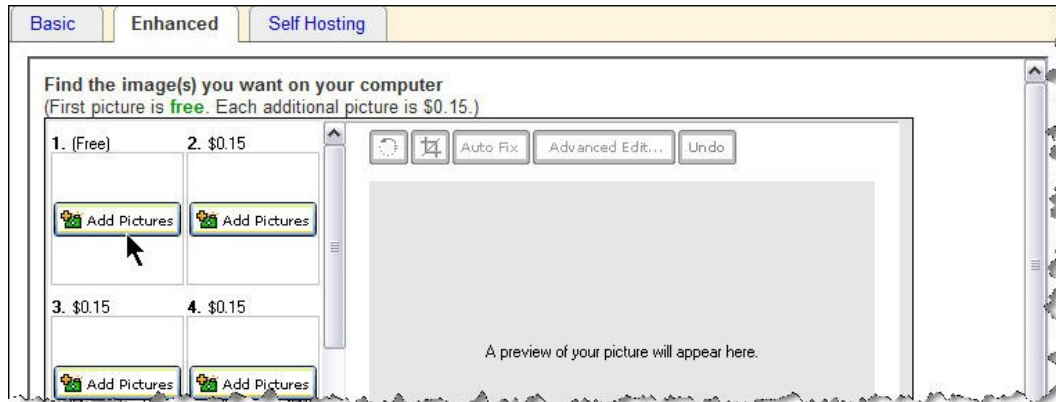 Basic Enhanced Self Hosting
Find the image(s) you want on your computer
(First picture is free. Each additional picture is $0.15.)
1. (Free) 2. $0.15
Auto Fix Advanced Edit... Undo
Add Pictures Add Pictures
3. $0.15 4. $0.15
A preview of your picture will appear here.
Add Pictures Add Pictures